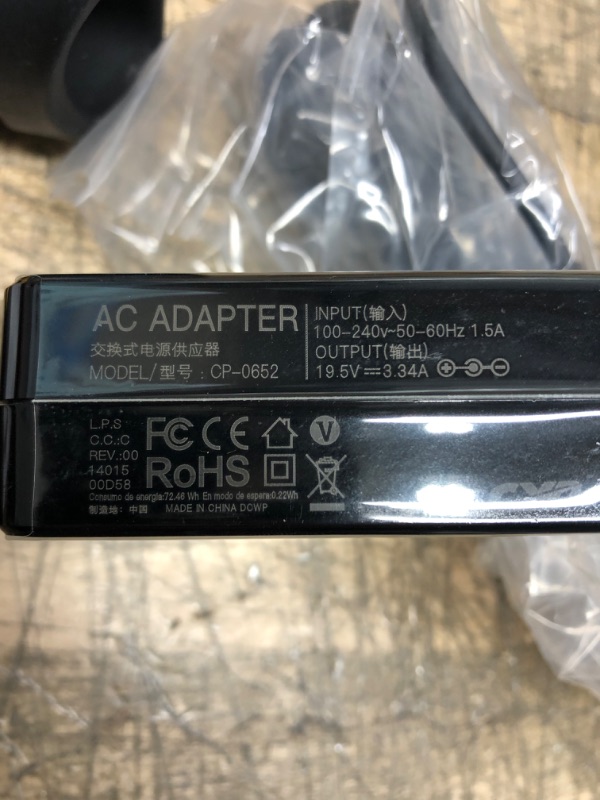 AC ADAPTER
交换式电源供应器
MODEL/型号 : CP-0652
INPUT(输入)
100-240v~50-60Hz 1.5A
OUTPUT(输出)
19.5V⎓3.34A
L.P.S
C.C.:C
REV.:00
14015
00D58
FC CE
V
RoHS
Consumo de energia:72.46 Wh En modo de espera:0.22Wh
制造地: 中国 MADE IN CHINA DCWP